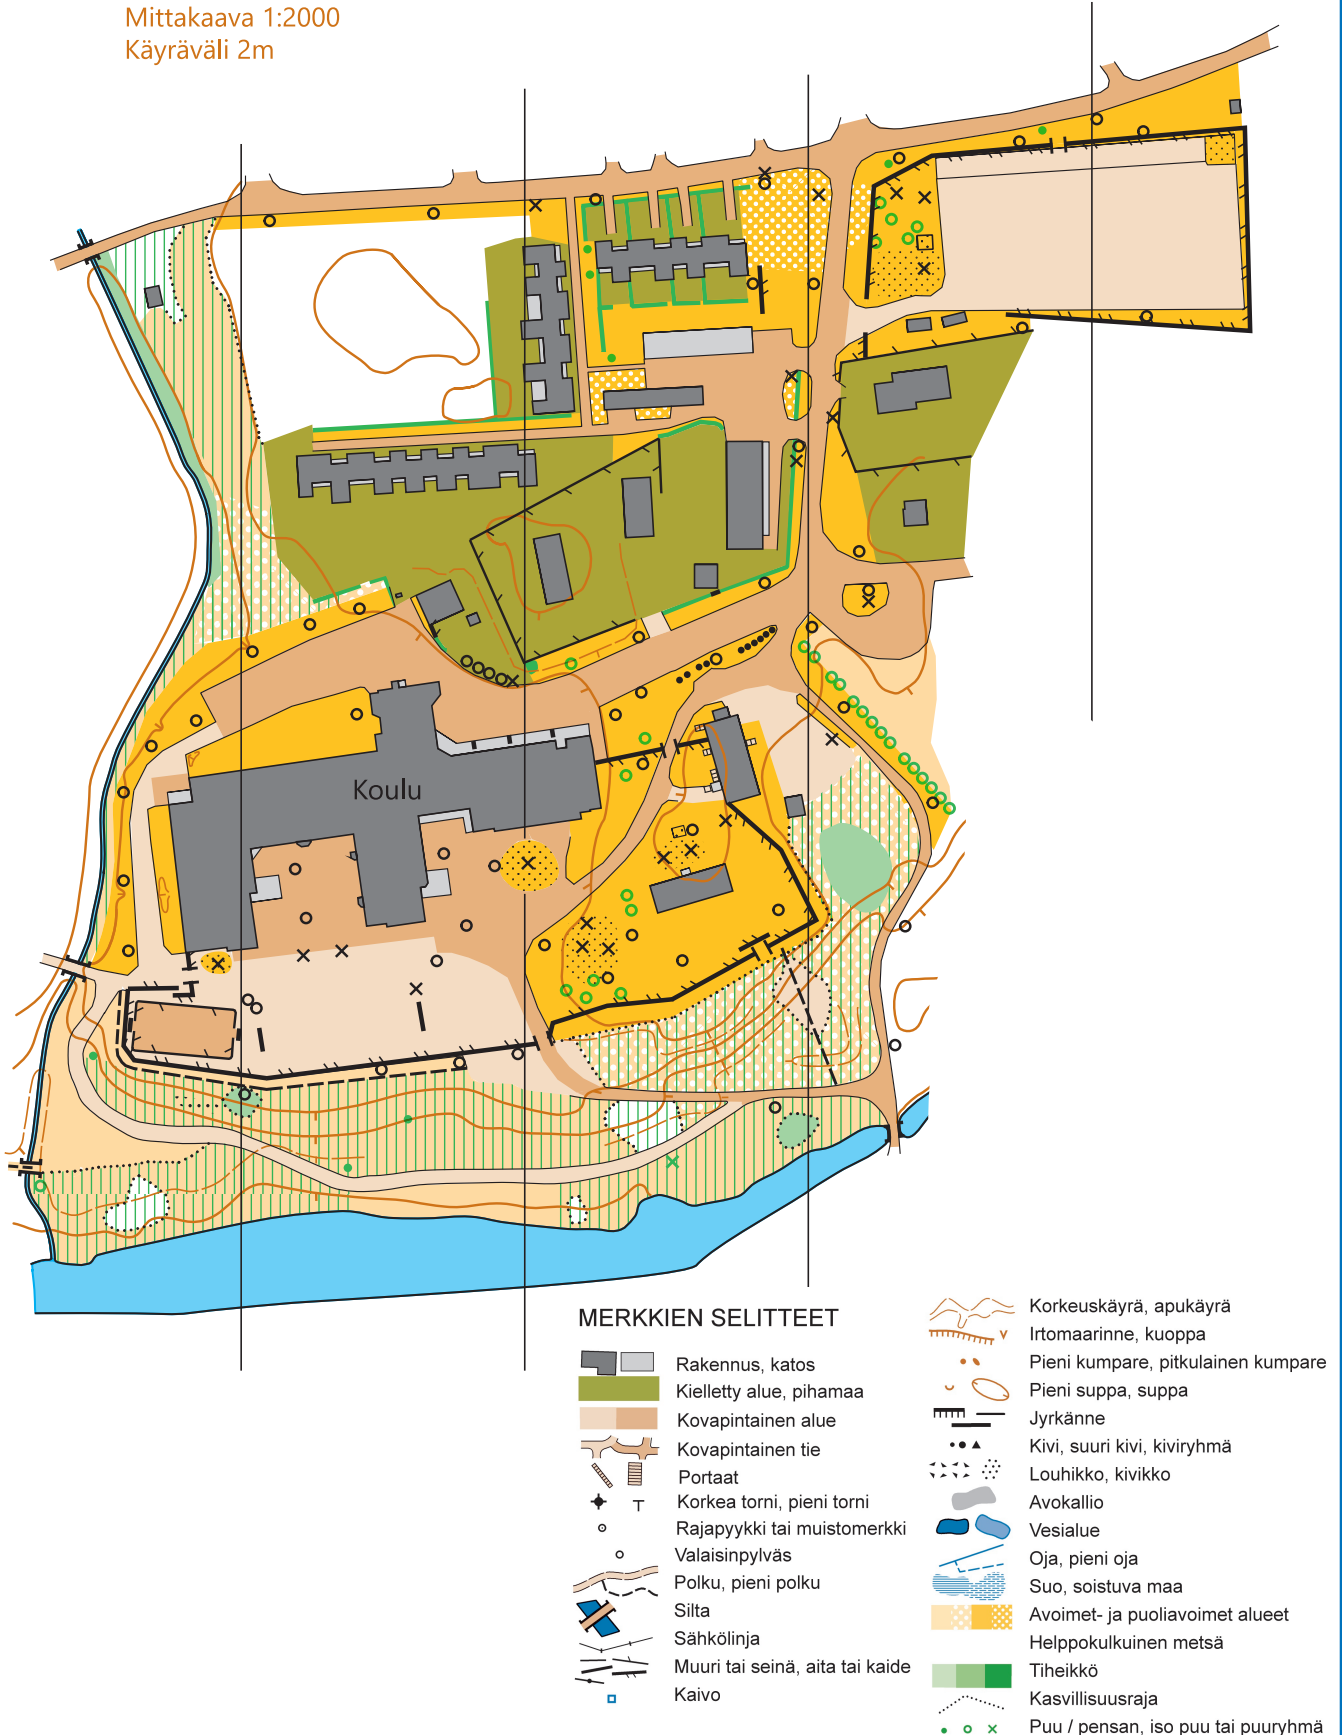 Mittakaava 1:2000
Käyräväli 2m
Koulu
MERKKIEN SELITTEET
Rakennus, katos
Kielletty alue, pihamaa
Kovapintainen alue
Kovapintainen tie
Portaat
Korkea torni, pieni torni
Rajapyykki tai muistomerkki
Valaisinpylväs
Polku, pieni polku
Silta
Sähkölinja
Muuri tai seinä, aita tai kaide
Kaivo
Korkeuskäyrä, apukäyrä
Irtomaarinne, kuoppa
Pieni kumpare, pitkulainen kumpare
Pieni suppa, suppa
Jyrkänne
Kivi, suuri kivi, kiviryhmä
Louhikko, kivikko
Avokallio
Vesialue
Oja, pieni oja
Suo, soistuva maa
Avoimet- ja puoliavoimet alueet
Helppokulkuinen metsä
Tiheikkö
Kasvillisuusraja
Puu / pensan, iso puu tai puuryhmä